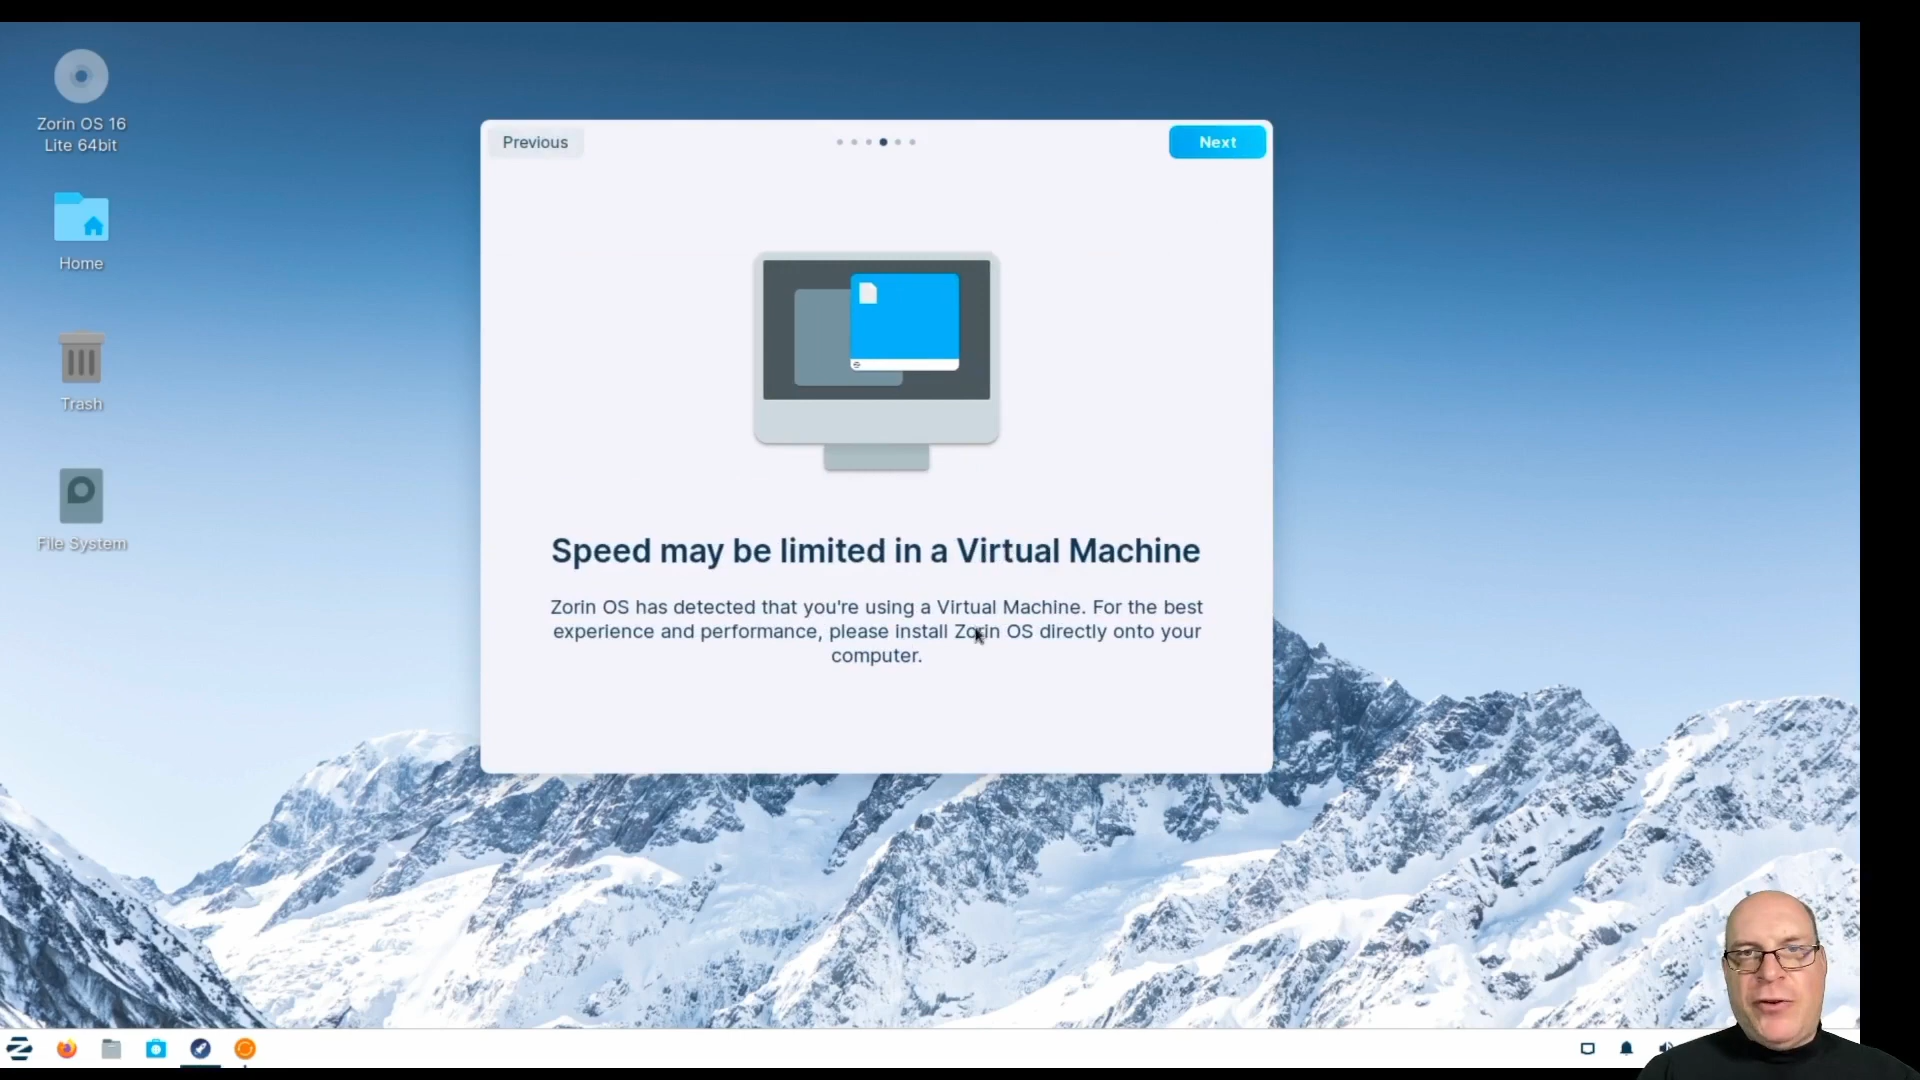 Zorin OS 16
Lite 64bit
Home
Trash
File System
Previous
Next
Speed may be limited in a Virtual Machine
Zorin OS has detected that you're using a Virtual Machine. For the best
experience and performance, please install Zorin OS directly onto your
computer.